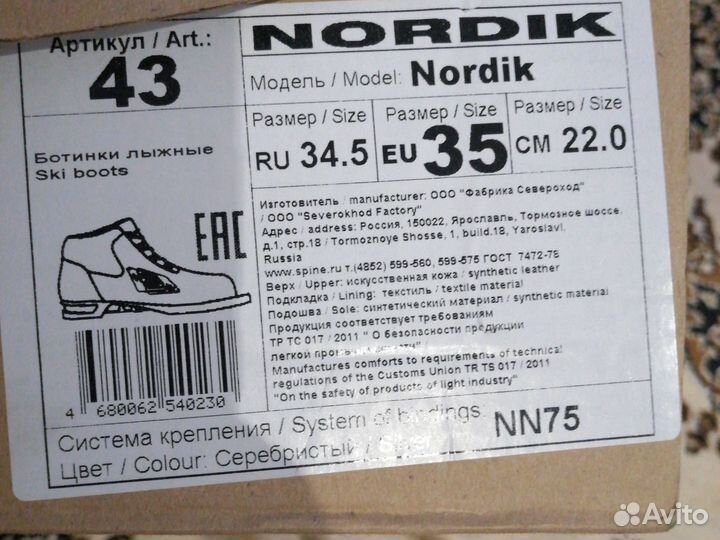 Артикул / Art.:
43
NORDIK
Модель / Model: Nordik
Размер / Size
RU 34.5
Размер / Size
EU 35
Размер / Size
CM 22.0
Ботинки лыжные
Ski boots
EAC
Изготовитель / manufacturer: ООО "Фабрика Североход"
/ ООО "Severokhod Factory")
Адрес / address: Россия, 150022, Ярославль, Тормозное шоссе,
д.1, стр.18 / Tormoznoye Shosse, 1, build.18, Yaroslavl,
Russia
www.spine.ru т.(4852) 599-560, 599-575 ГОСТ 7472-78
Верх / Upper: искусственная кожа / synthetic leather
Подкладка / Lining: текстиль / textile material
Подошва / Sole: синтетический материал / synthetic material
Продукция соответствует требованиям
ТР ТС 017 / 2011 " О безопасности продукции
легкой
Manufactures comforts to requirements of technical
regulations of the Customs Union TR TS 017 / 2011
"On the safety of products of light industry"
4 680062 540230
Система крепления / System of bindings: NN75
Цвет / Colour: Серебристый /
Avito